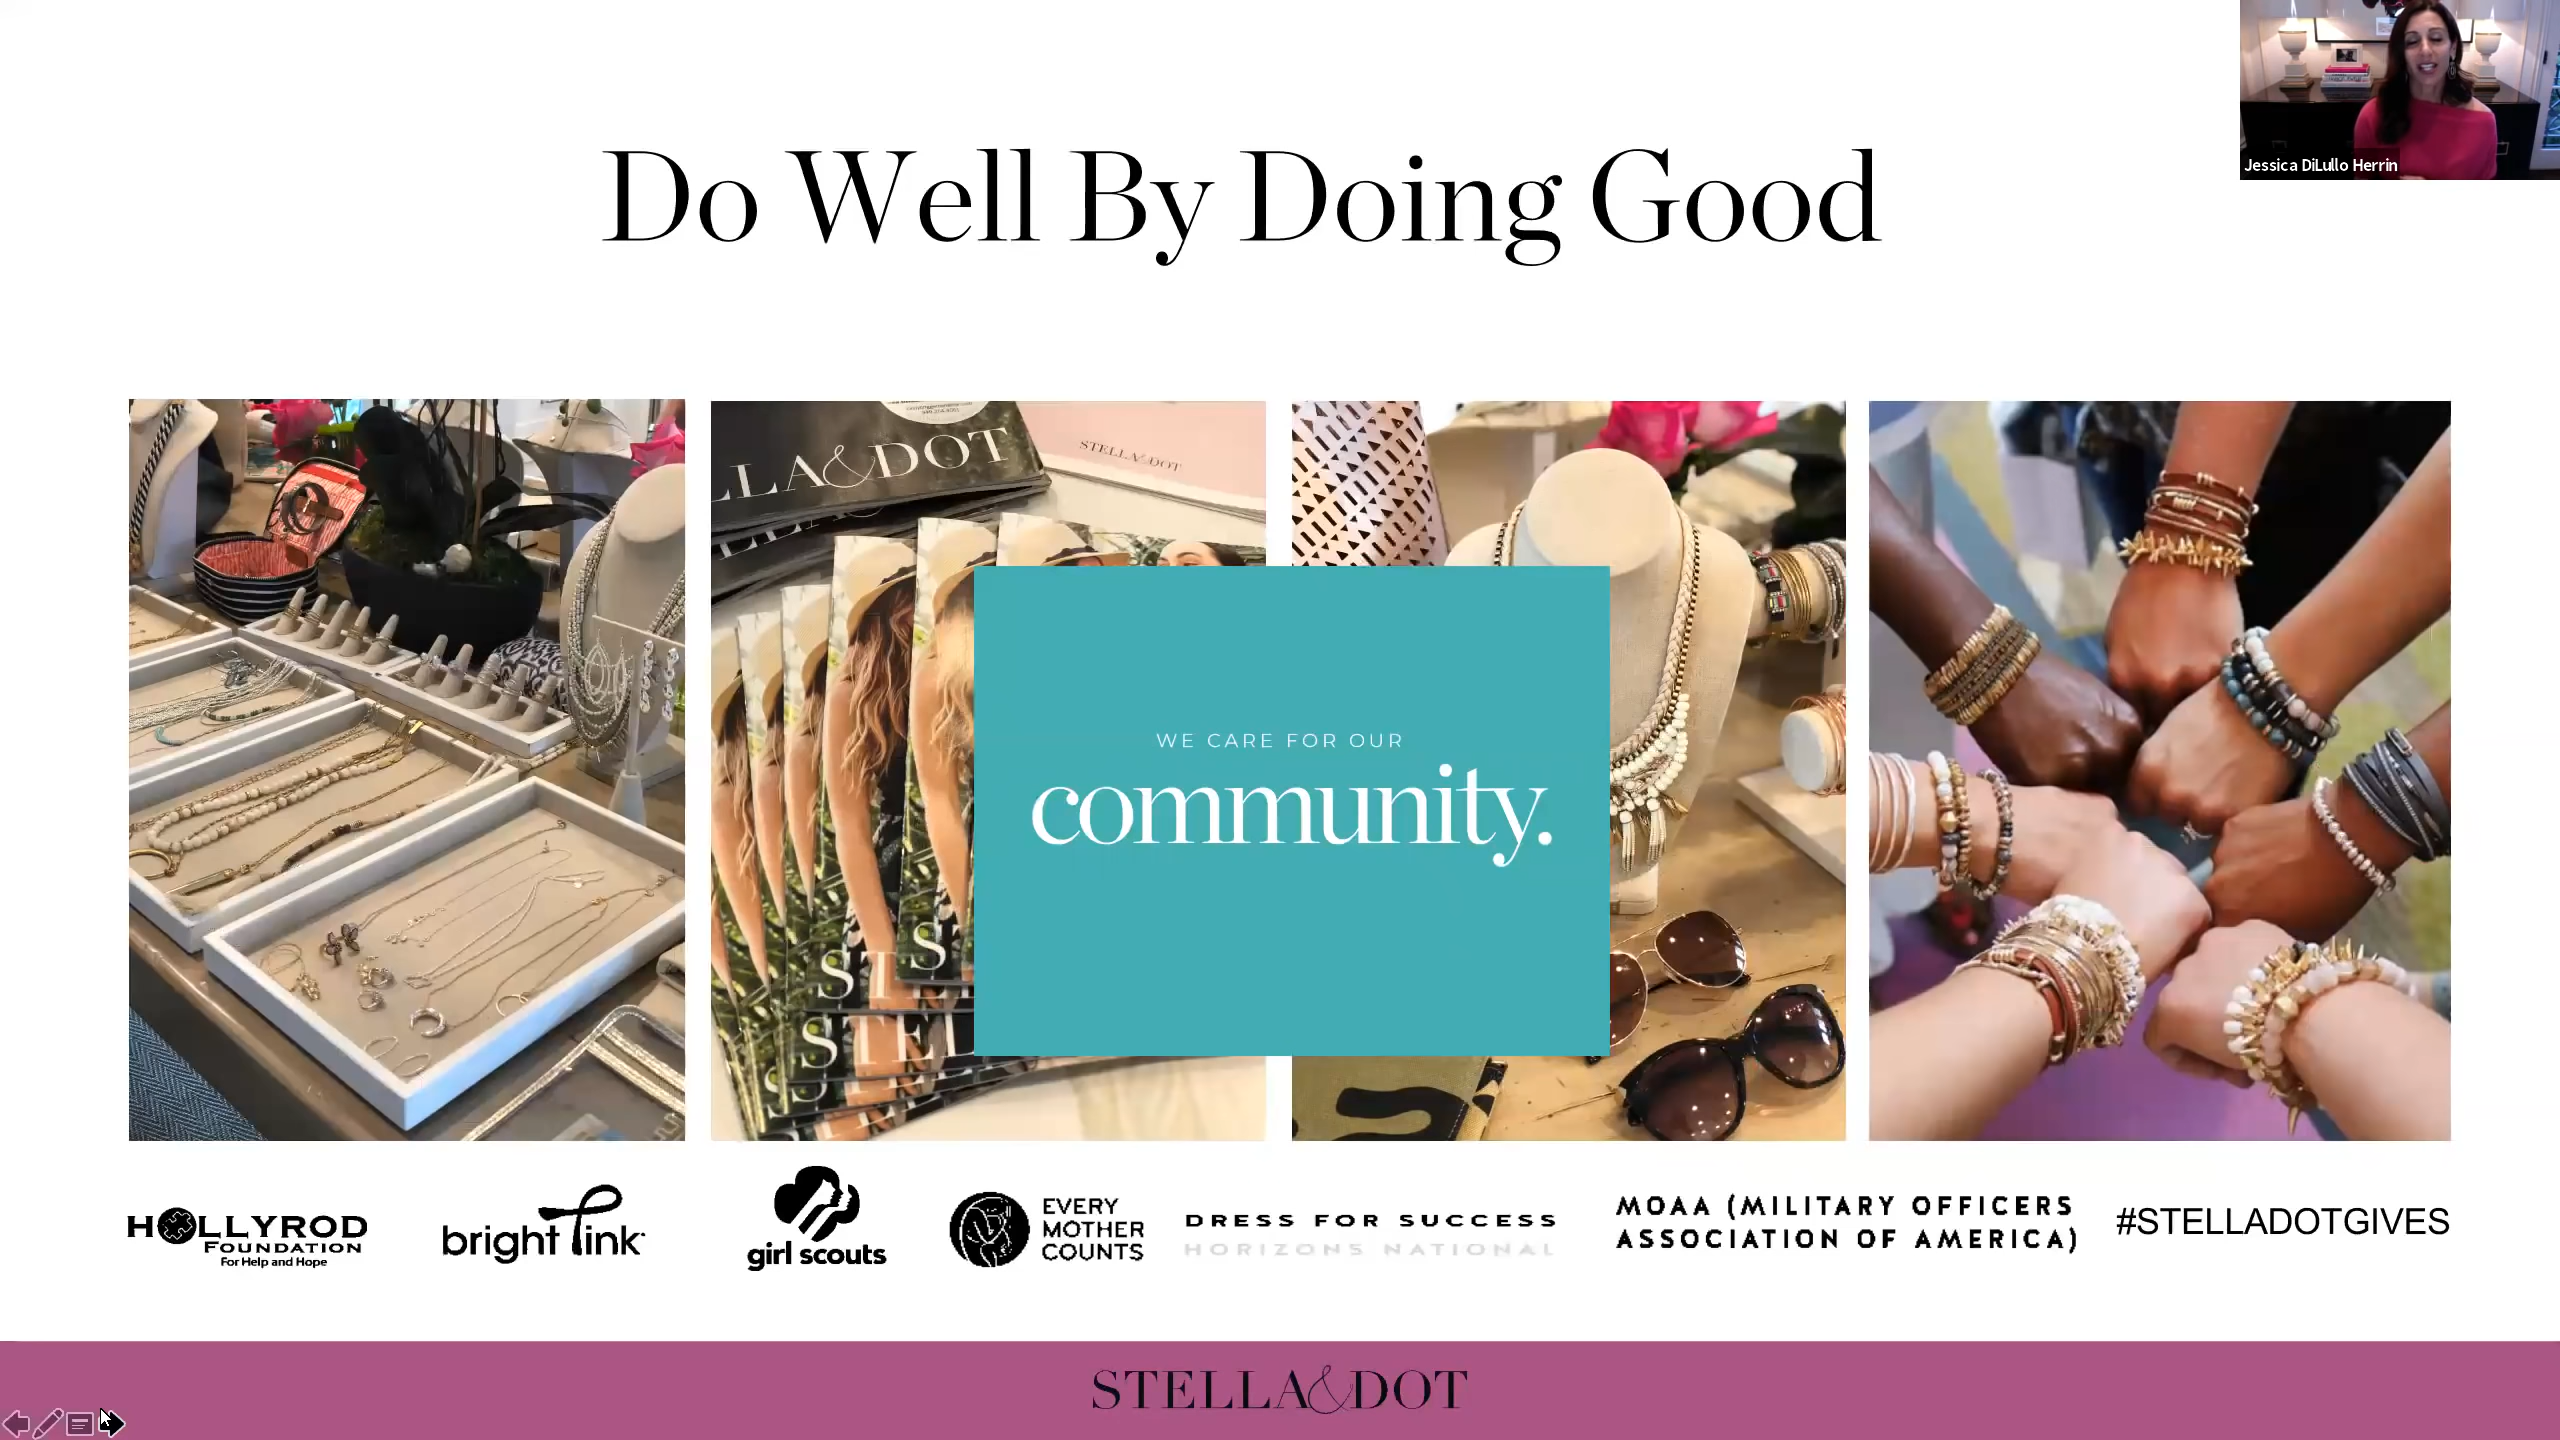 Jessica DiLullo Herrin
Do Well By Doing Good
LLA&DOT
STELLA&DOT
WE CARE FOR OUR
community.
HOLLYROD
FOUNDATION
For Help and Hope
bright pink
girl scouts
EVERY
MOTHER
COUNTS
DRESS FOR SUCCESS
HORIZONS NATIONAL
MOAA (MILITARY OFFICERS
ASSOCIATION OF AMERICA)
#STELLADOTGIVES
STELLA&DOT